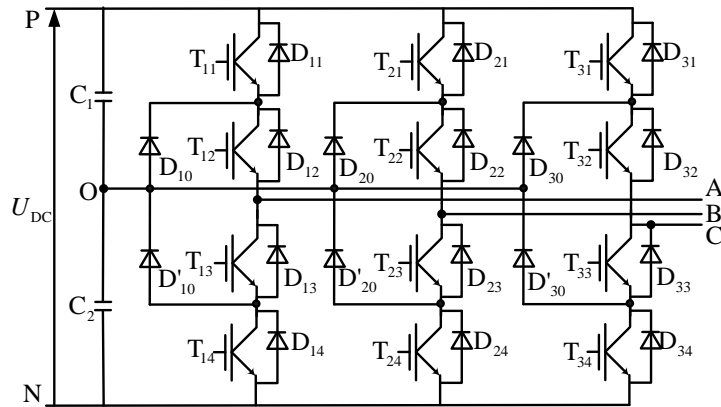 P
T₁₁ D₁₁ T₂₁ D₂₁ T₃₁ D₃₁
C₁
T₁₂ D₁₂ T₂₂ D₂₂ T₃₂ D₃₂
D₁₀ D₂₀ D₃₀
O
A
U_DC
B
C
T₁₃ D₁₃ T₂₃ D₂₃ T₃₃ D₃₃
D'₁₀ D'₂₀ D'₃₀
C₂
T₁₄ D₁₄ T₂₄ D₂₄ T₃₄ D₃₄
N